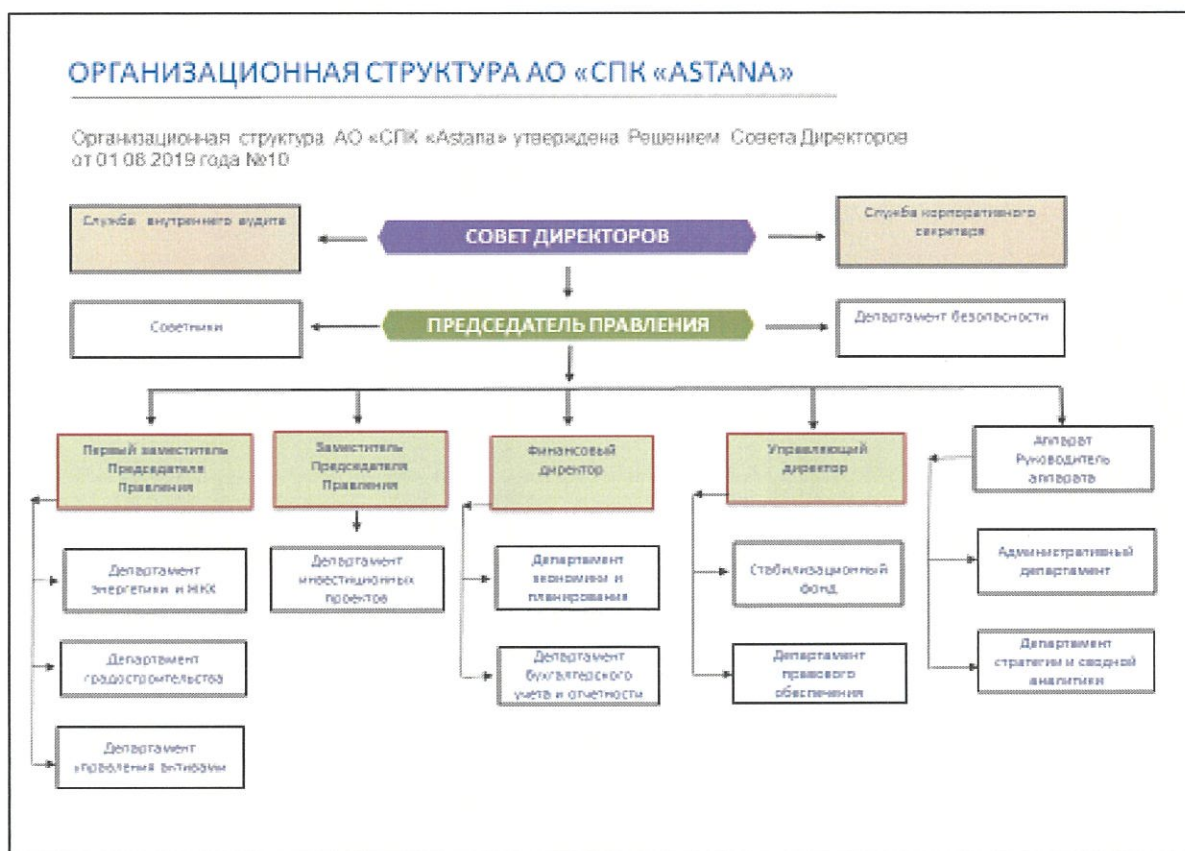 ОРГАНИЗАЦИОННАЯ СТРУКТУРА АО «СПК «ASTANA»
Организационная структура АО «СПК «Astana» утверждена Решением Совета Директоров
от 01.08.2019 года №10
Служба внутреннего аудита
СОВЕТ ДИРЕКТОРОВ
Служба корпоративного
секретаря
Советники
ПРЕДСЕДАТЕЛЬ ПРАВЛЕНИЯ
Департамент безопасности
Первый заместитель
Председателя
Правления
Заместитель
Председателя
Правления
Финансовый
директор
Управляющий
директор
Аппарат
Руководитель
аппарата
Департамент
энергетики и ЖКХ
Департамент
инвестиционных
проектов
Департамент
экономики и
планирования
Стабилизационный
фонд
Административный
департамент
Департамент
градостроительства
Департамент
бухгалтерского
учета и отчетности
Департамент
правового
обеспечения
Департамент
стратегии и сводной
аналитики
Департамент
управления активами